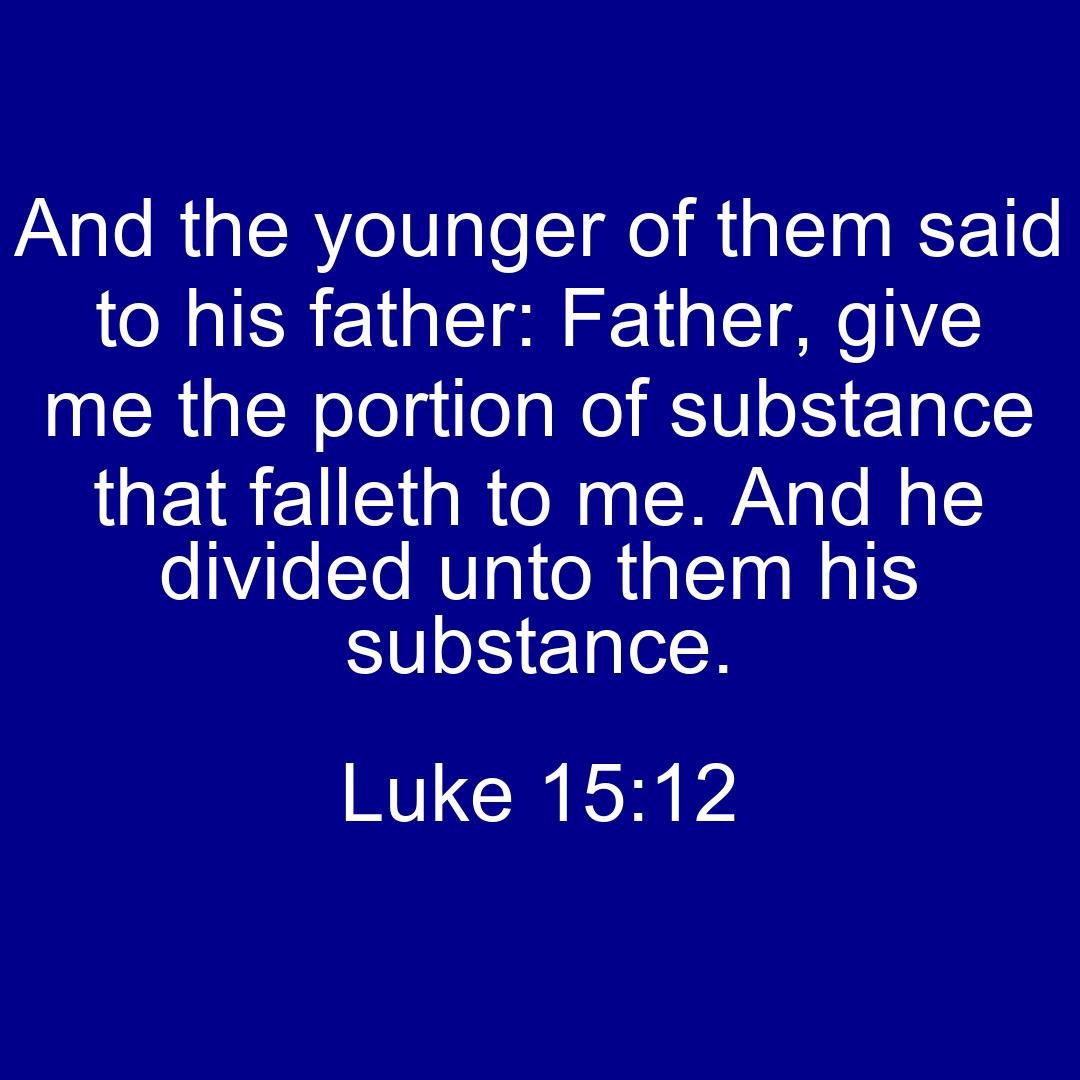 And the younger of them said
to his father: Father, give
me the portion of substance
that falleth to me. And he
divided unto them his
substance.
Luke 15:12